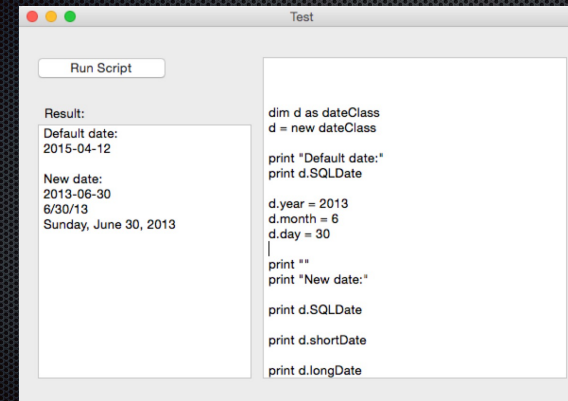 Test
Run Script
Result:
Default date:
2015-04-12
New date:
2013-06-30
6/30/13
Sunday, June 30, 2013
dim d as dateClass
d = new dateClass
print "Default date:"
print d.SQLDate
d.year = 2013
d.month = 6
d.day = 30
print ""
print "New date:"
print d.SQLDate
print d.shortDate
print d.longDate